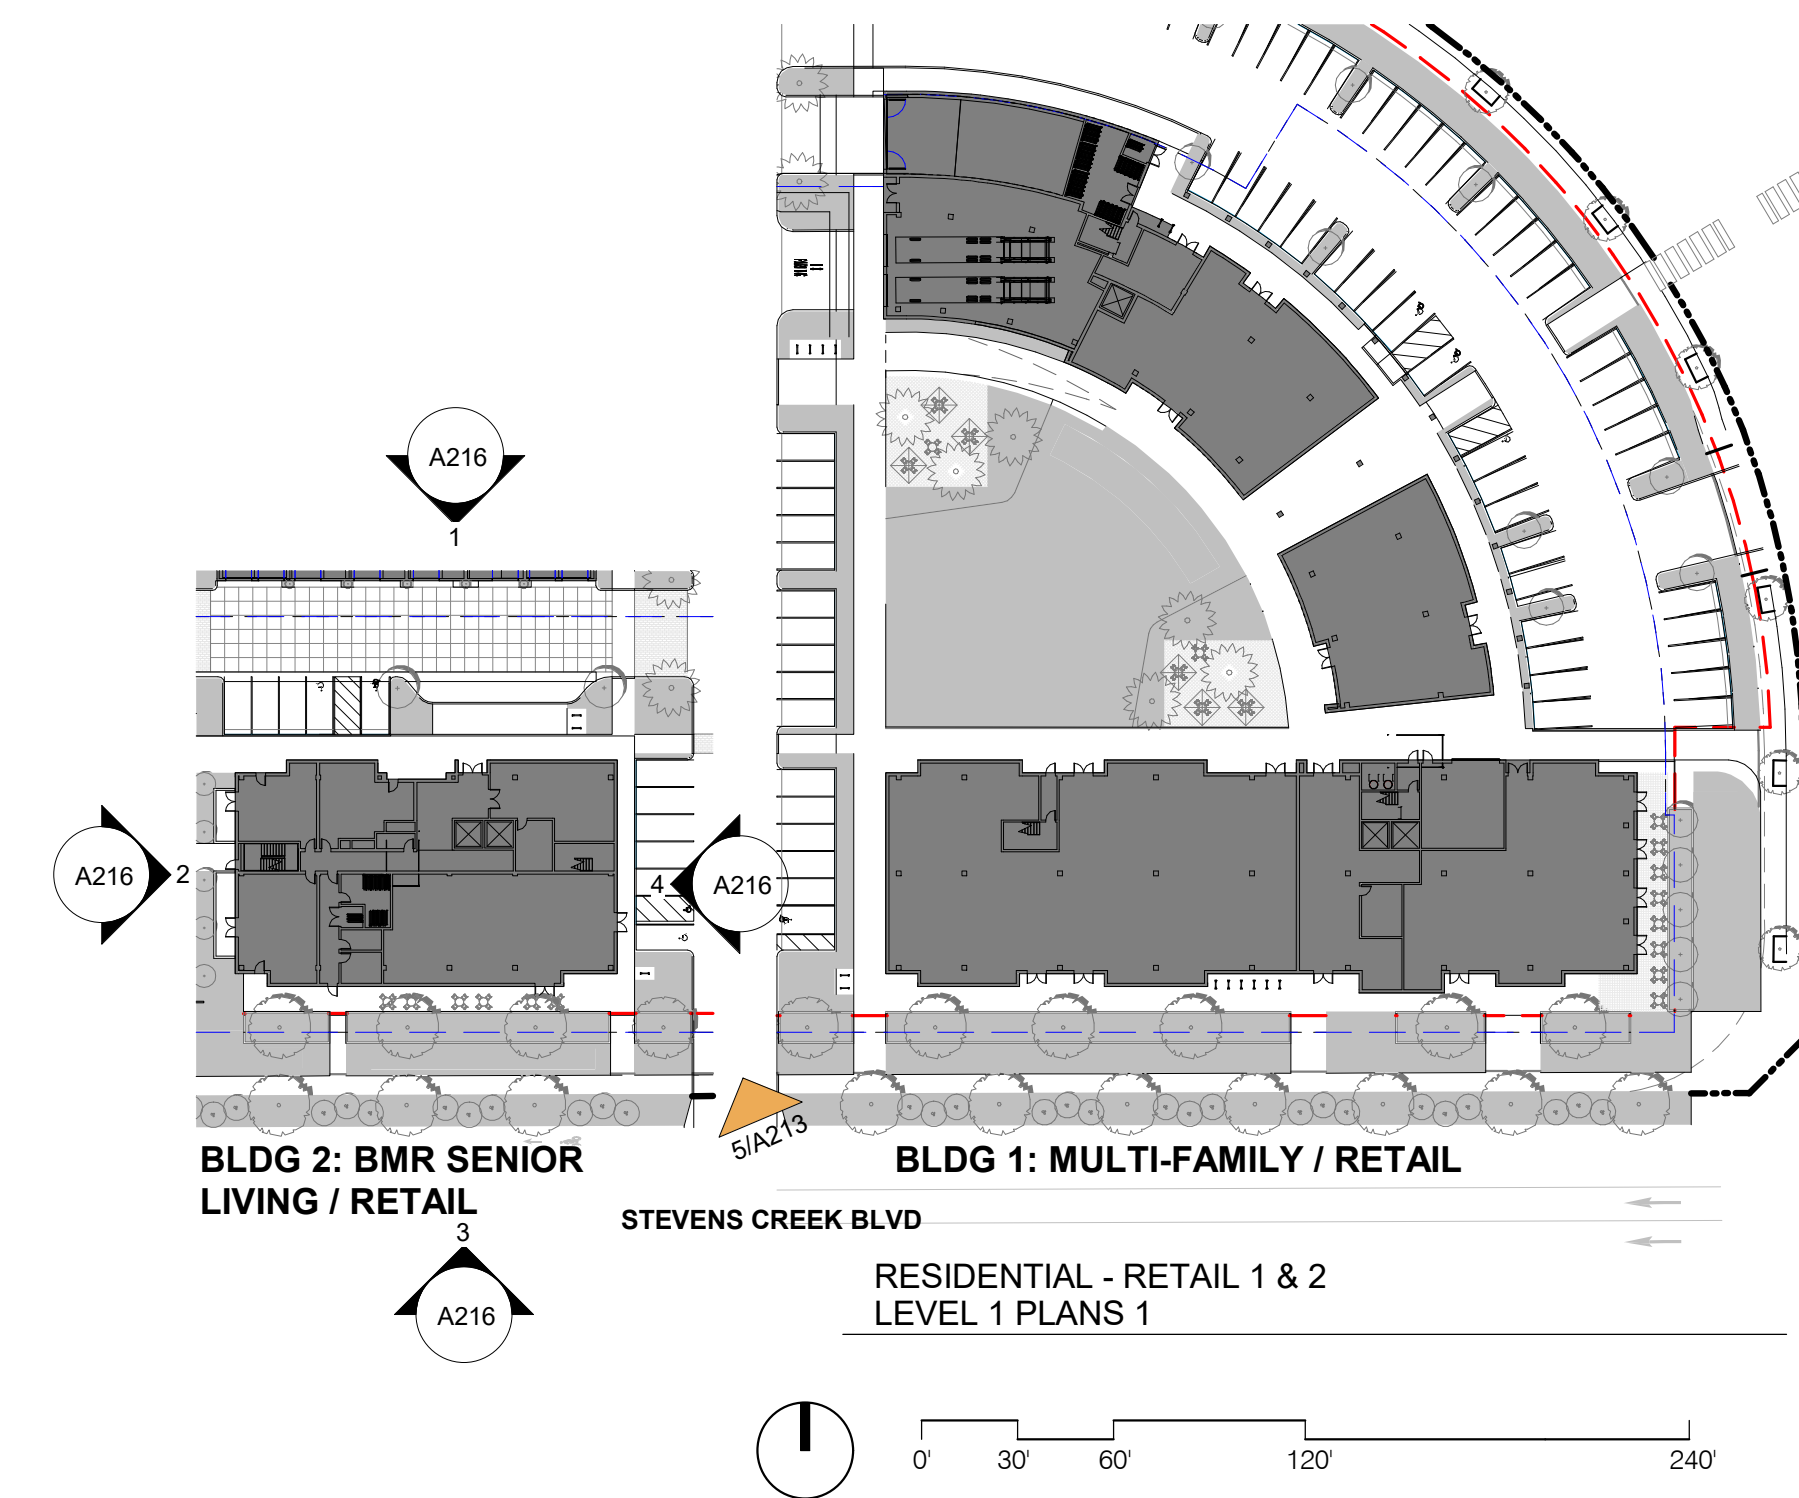 A216
1
A216
2
4
A216
5/A213
BLDG 2: BMR SENIOR
LIVING / RETAIL
BLDG 1: MULTI-FAMILY / RETAIL
STEVENS CREEK BLVD
3
A216
RESIDENTIAL - RETAIL 1 & 2
LEVEL 1 PLANS 1
0' 30' 60' 120' 240'